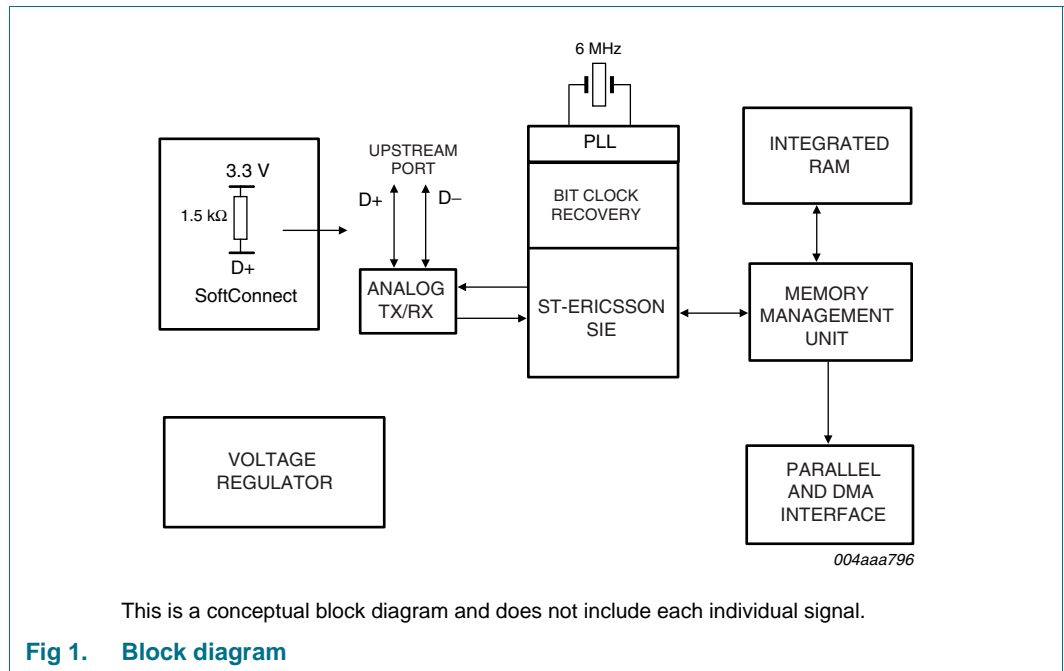 6 MHz
PLL
BIT CLOCK
RECOVERY
ST-ERICSSON
SIE
UPSTREAM
PORT
D+
D−
ANALOG
TX/RX
3.3 V
1.5 kΩ
D+
SoftConnect
INTEGRATED
RAM
MEMORY
MANAGEMENT
UNIT
PARALLEL
AND DMA
INTERFACE
VOLTAGE
REGULATOR
004aaa796
This is a conceptual block diagram and does not include each individual signal.
Fig 1. Block diagram